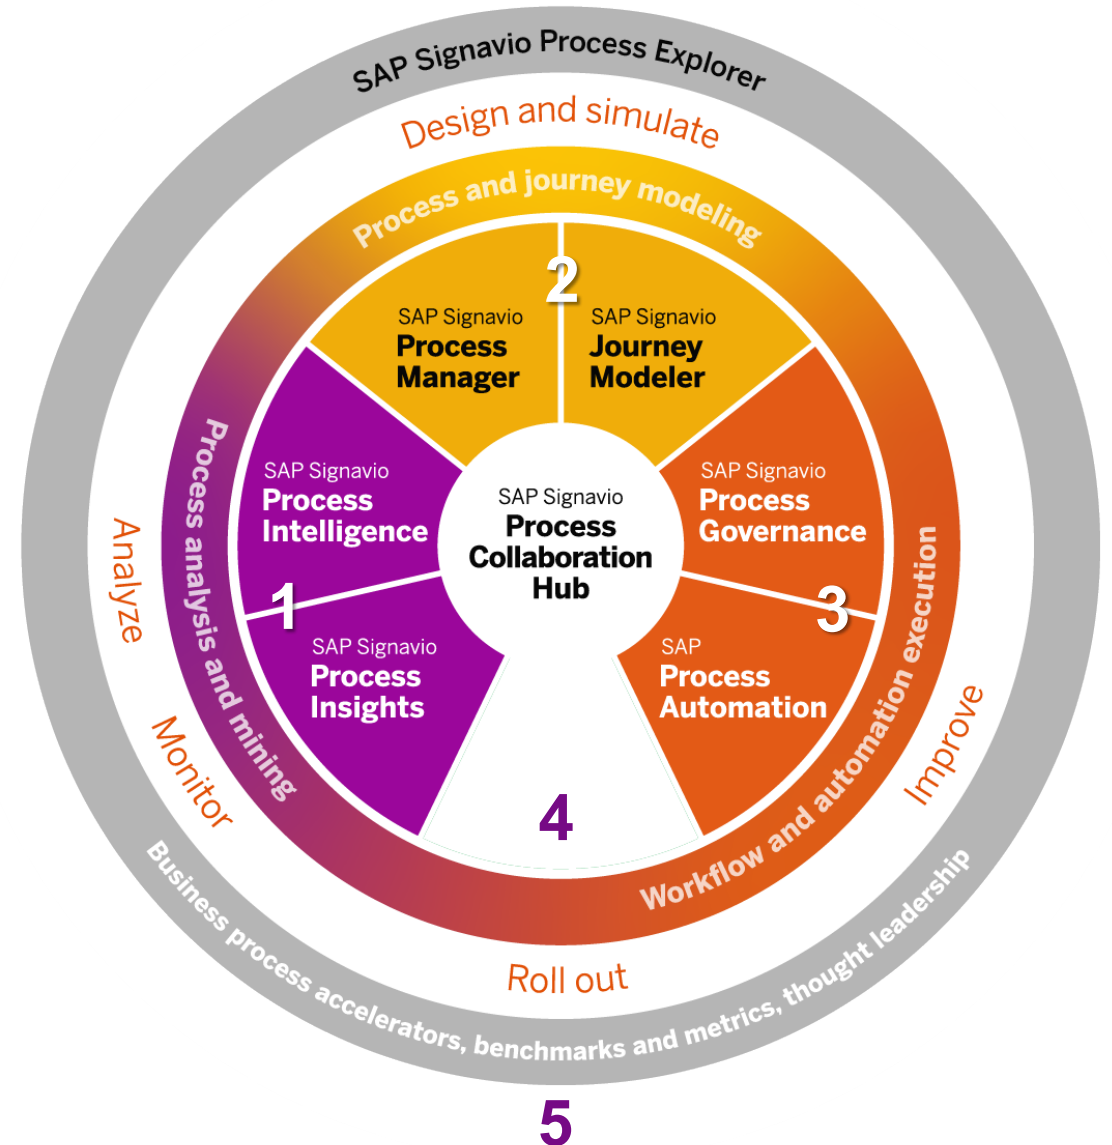 SAP Signavio Process Explorer
Design and simulate
Process and journey modeling
2
SAP Signavio
Process
Manager
SAP Signavio
Journey
Modeler
SAP Signavio
Process
Intelligence
SAP Signavio
Process
Collaboration
Hub
SAP Signavio
Process
Governance
Analyze
Process analysis and mining
1
3
SAP Signavio
Process
Insights
SAP
Process
Automation
Workflow and automation execution
Monitor
Improve
4
Roll out
Business process accelerators, benchmarks and metrics, thought leadership
5